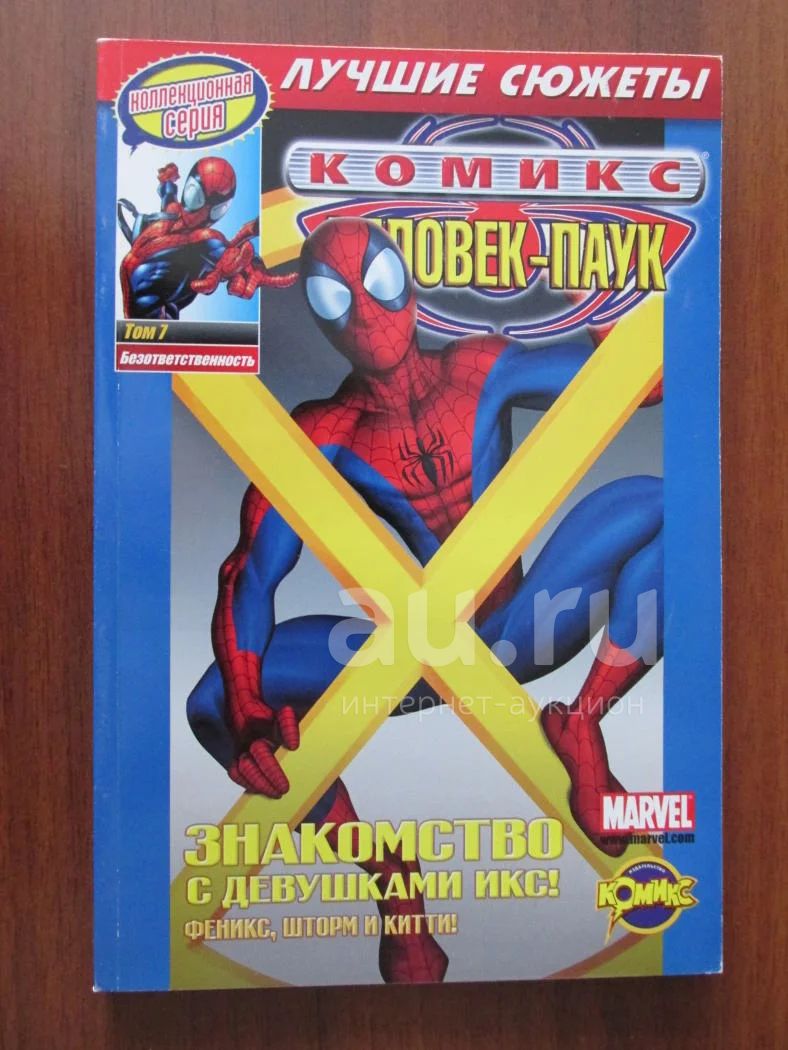 Коллекционная
серия
ЛУЧШИЕ СЮЖЕТЫ
КОМИКС
®
-ПАУК
Том 7
Безответственность
au.ru
интернет-аукцион
MARVEL
www.marvel.com
ЗНАКОМСТВО
С ДЕВУШКАМИ ИКС!
ФЕНИКС, ШТОРМ И КИТТИ!
ИЗДАТЕЛЬСТВО
КОМИКС